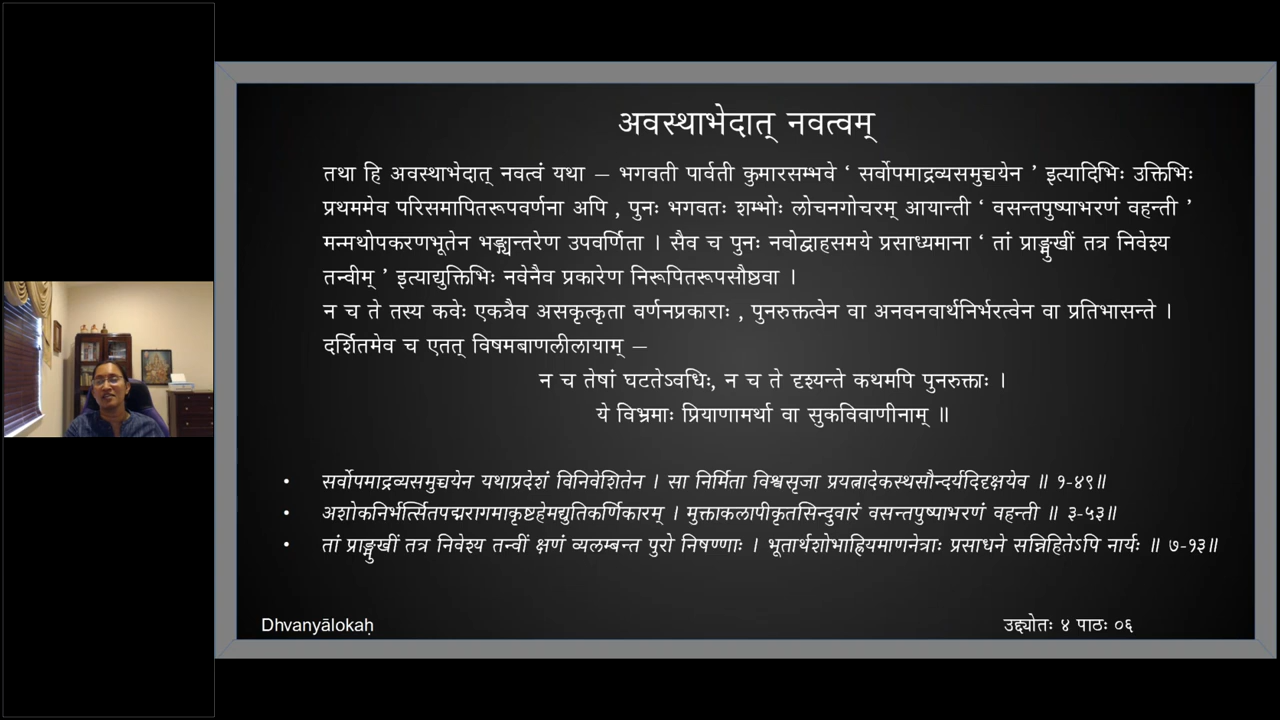 अवस्थाभेदात् नवत्वम्
तथा हि अवस्थाभेदात् नवत्वं यथा – भगवती पार्वती कुमारसम्भवे ‘ सर्वोपमाद्रव्यसमुच्चयेन ’ इत्यादिभिः उक्तिभिः
प्रथममेव परिसमापितरूपवर्णना अपि , पुनः भगवतः शम्भोः लोचनगोचरम् आयान्ती ‘ वसन्तपुष्पाभरणं वहन्ती ’
मन्मथोपकरणभूतेन भङ्ग्यन्तरेण उपवर्णिता । सैव च पुनः नवोद्वाहसमये प्रसाध्यमाना ‘ तां प्राङ्मुखीं तत्र निवेश्य
तन्वीम् ’ इत्याद्युक्तिभिः नवेनैव प्रकारेण निरूपितरूपसौष्ठवा ।
न च ते तस्य कवेः एकत्रैव असकृत्कृता वर्णनप्रकाराः , पुनरुक्तत्वेन वा अनवनवार्थनिर्भरत्वेन वा प्रतिभासन्ते ।
दर्शितमेव च एतत् विषमबाणलीलायाम् –
न च तेषां घटतेऽवधिः, न च ते दृश्यन्ते कथमपि पुनरुक्ताः ।
ये विभ्रमाः प्रियाणामर्था वा सुकविवाणीनाम् ॥
• सर्वोपमाद्रव्यसमुच्चयेन यथाप्रदेशं विनिवेशितेन । सा निर्मिता विश्वसृजा प्रयत्नादेकस्थसौन्दर्यदिदृक्षयेव ॥ १-४९॥
• अशोकनिर्भर्त्सितपद्मरागमाकृष्टहेमद्युतिकर्णिकारम् । मुक्ताकलापीकृतसिन्दुवारं वसन्तपुष्पाभरणं वहन्ती ॥ ३-५३॥
• तां प्राङ्मुखीं तत्र निवेश्य तन्वीं क्षणं व्यलम्बन्त पुरो निषण्णाः । भूतार्थशोभाह्रियमाणनेत्राः प्रसाधने सन्निहितेऽपि नार्यः ॥ ७-१३॥
Dhvanyālokaḥ
उद्द्योतः ४ पाठः ०६